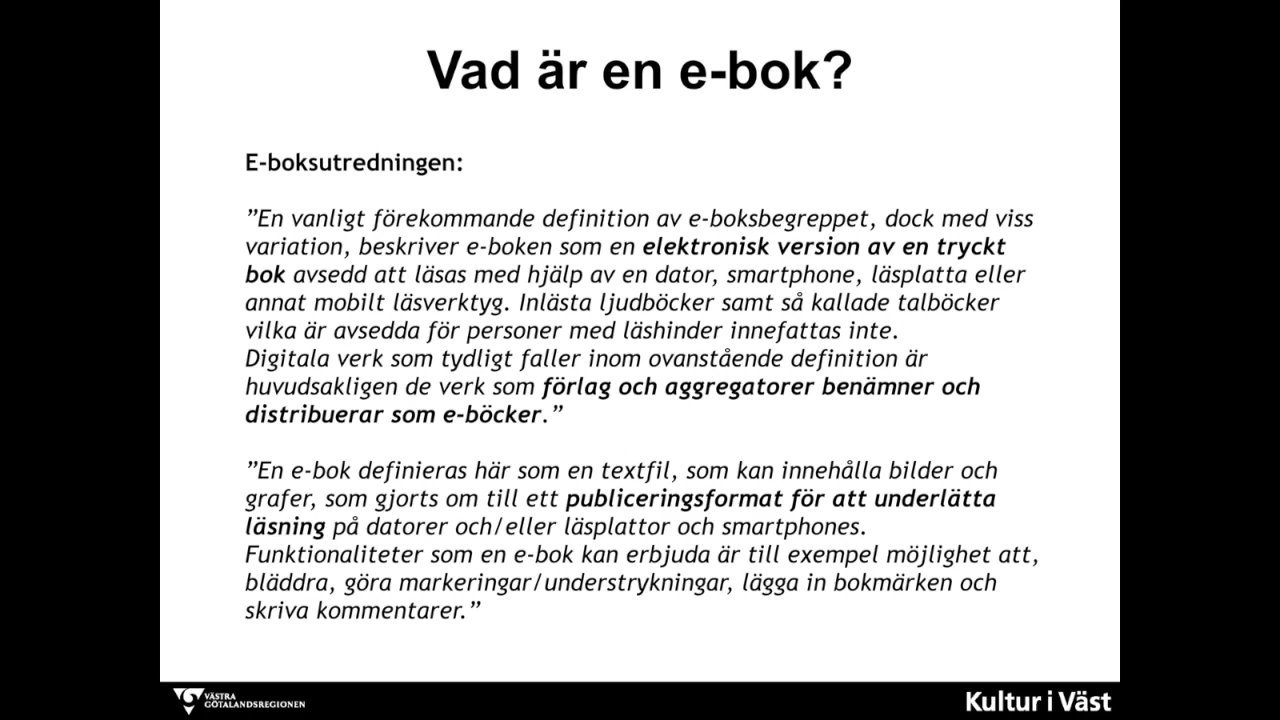 Vad är en e-bok?
E-boksutredningen:
”En vanligt förekommande definition av e-boksbegreppet, dock med viss
variation, beskriver e-boken som en elektronisk version av en tryckt
bok avsedd att läsas med hjälp av en dator, smartphone, läsplatta eller
annat mobilt läsverktyg. Inlästa ljudböcker samt så kallade talböcker
vilka är avsedda för personer med läshinder innefattas inte.
Digitala verk som tydligt faller inom ovanstående definition är
huvudsakligen de verk som förlag och aggregatorer benämner och
distribuerar som e-böcker.”
”En e-bok definieras här som en textfil, som kan innehålla bilder och
grafer, som gjorts om till ett publiceringsformat för att underlätta
läsning på datorer och/eller läsplattor och smartphones.
Funktionaliteter som en e-bok kan erbjuda är till exempel möjlighet att,
bläddra, göra markeringar/understrykningar, lägga in bokmärken och
skriva kommentarer.”
VÄSTRA
GÖTALANDSREGIONEN
Kultur i Väst